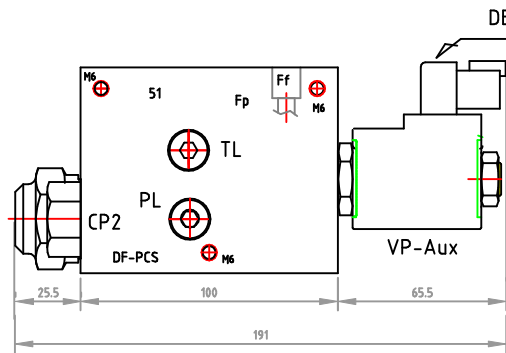 DE
M6
51
Ff
Fp
M6
TL
PL
CP2
DF-PCS
M6
VP-Aux
25.5
100
65.5
191